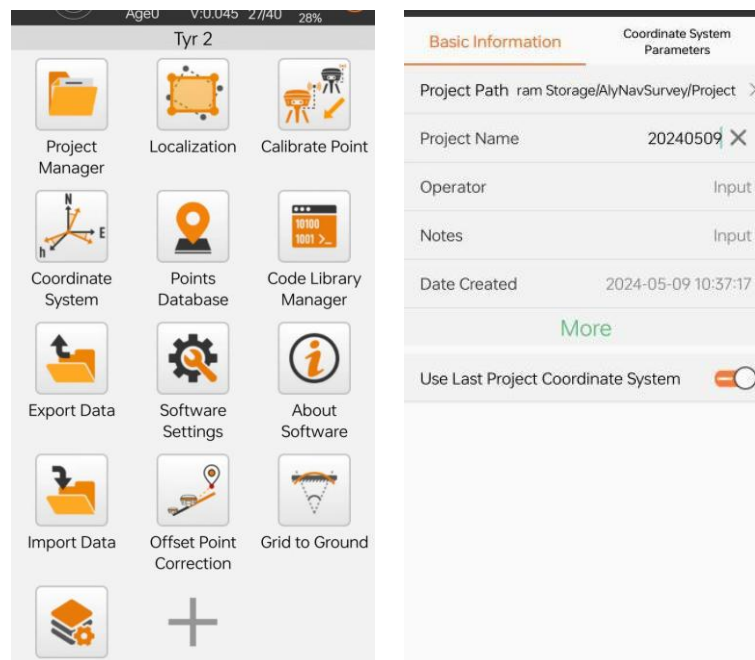 Age0 V:0.045 27/40 28%
Tyr 2
Project
Manager
Localization
Calibrate Point
N
E
h
Coordinate
System
Points
Database
10100
1001 >_
Code Library
Manager
Export Data
Software
Settings
About
Software
Import Data
Offset Point
Correction
Grid to Ground
Basic Information
Coordinate System
Parameters
Project Path ram Storage/AlyNavSurvey/Project
Project Name 20240509
Operator Input
Notes Input
Date Created 2024-05-09 10:37:17
More
Use Last Project Coordinate System